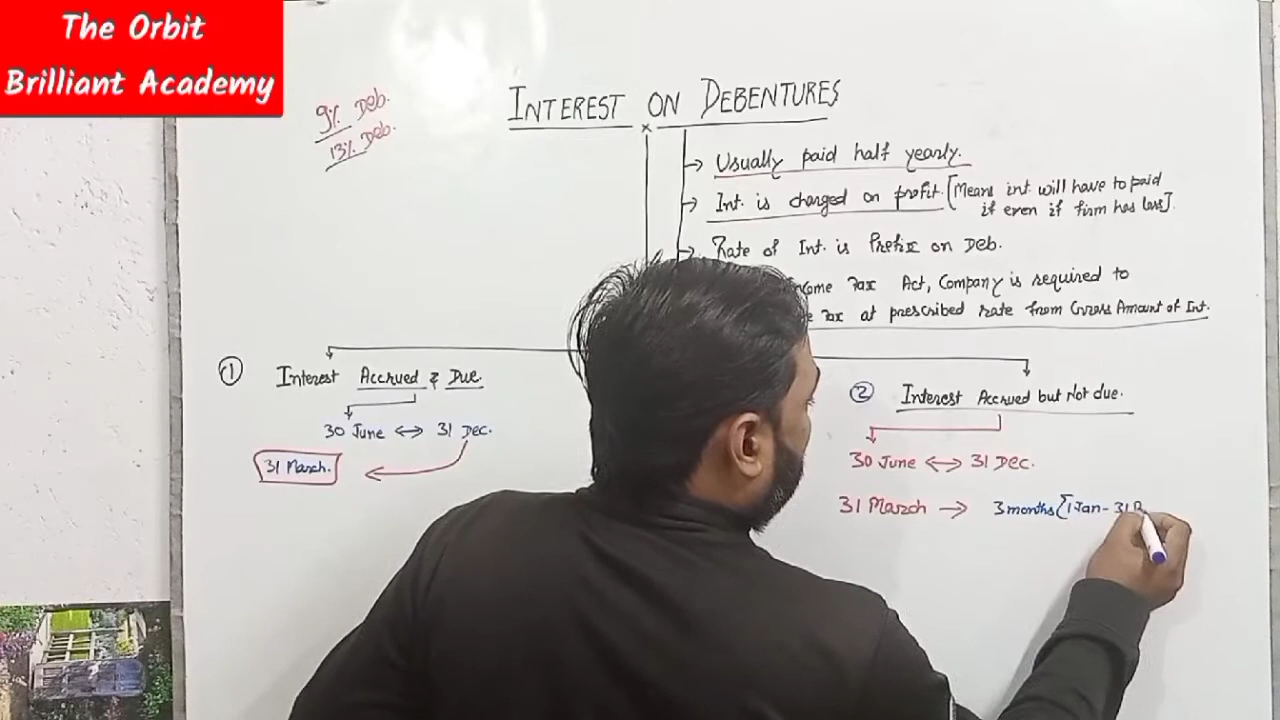 The Orbit
Brilliant Academy
9% Deb.
13% Deb.
INTEREST ON DEBENTURES
Usually paid half yearly.
Int. is charged on profit. [Means int. will have to paid
if even if firm has loss].
Rate of Int. is Prefix on Deb.
Income Tax Act, Company is required to
Tax at prescribed rate from Gross Amount of Int.
① Interest Accrued & Due.
30 June ↔ 31 Dec.
31 March.
② Interest Accrued but Not due.
30 June ↔ 31 Dec.
31 March → 3 months [1 Jan - 31